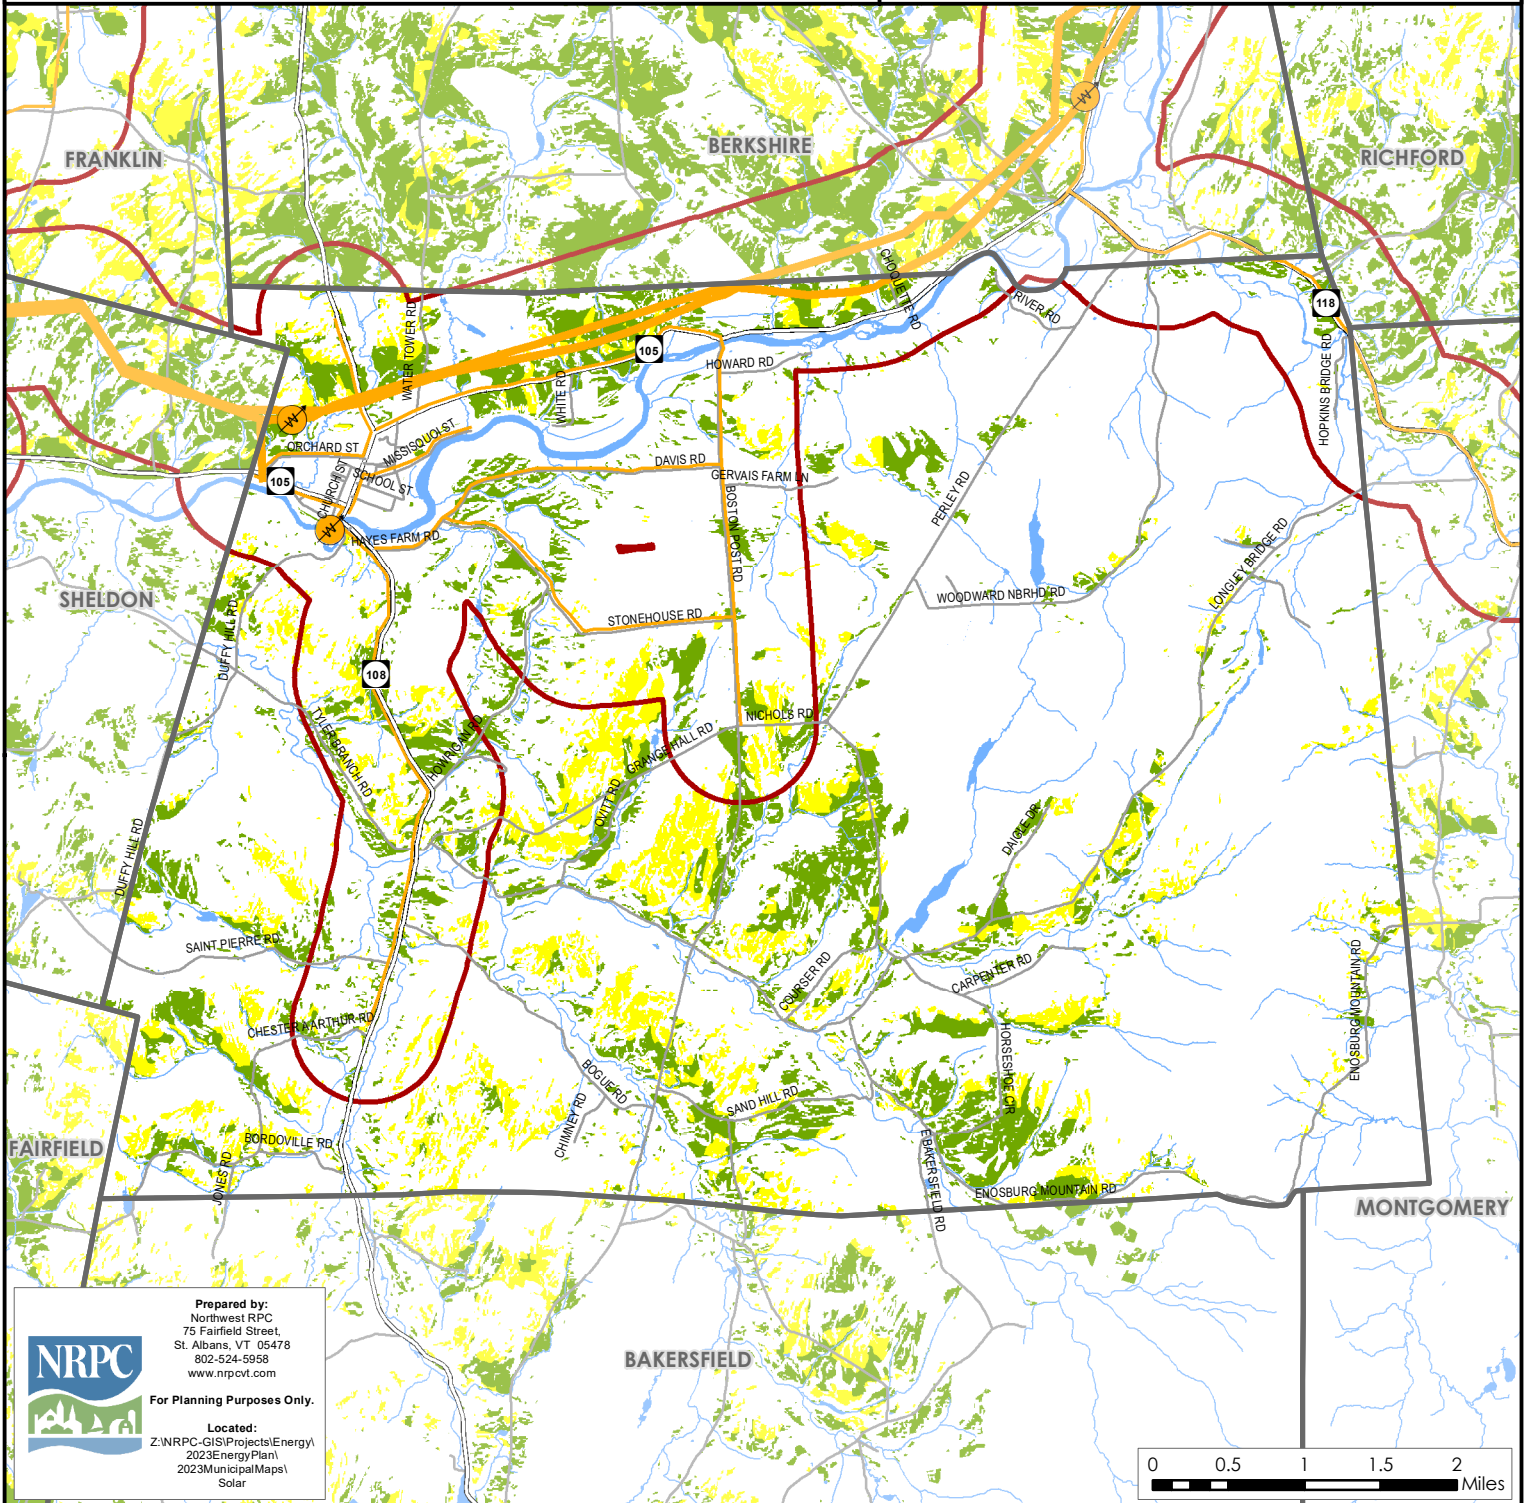 FRANKLIN
BERKSHIRE
RICHFORD
CHOQUETTE RD
RIVER RD
118
WATER TOWER RD
105
HOWARD RD
HOPKINS BRIDGE RD
WHITE RD
W
W
ORCHARD ST
MISSISQUOI ST
DAVIS RD
GERVAIS FARM LN
105
CHURCH ST
SCHOOL ST
PERLEY RD
BOSTON POST RD
W
HAYES FARM RD
LONGLEY BRIDGE RD
SHELDON
DUFFY HILL RD
STONEHOUSE RD
WOODWARD NBRHD RD
108
TYLER BRANCH RD
HOWRIGAN RD
NICHOLS RD
GRANGE HALL RD
OVITT RD
DAIGLE DR
DUFFY HILL RD
SAINT PIERRE RD
COURSER RD
CARPENTER RD
ENOSBURG MOUNTAIN RD
CHESTER A ARTHUR RD
HORSESHOE CIR
BOGUE RD
CHIMNEY RD
SAND HILL RD
FAIRFIELD
BORDOVILLE RD
JONES RD
E BAKERSFIELD RD
ENOSBURG MOUNTAIN RD
MONTGOMERY
BAKERSFIELD
NRPC
Prepared by:
Northwest RPC
75 Fairfield Street,
St. Albans, VT 05478
802-524-5958
www.nrpcvt.com
For Planning Purposes Only.
Located:
Z:\NRPC-GIS\Projects\Energy\
2023EnergyPlan\
2023MunicipalMaps\
Solar
0 0.5 1 1.5 2
Miles